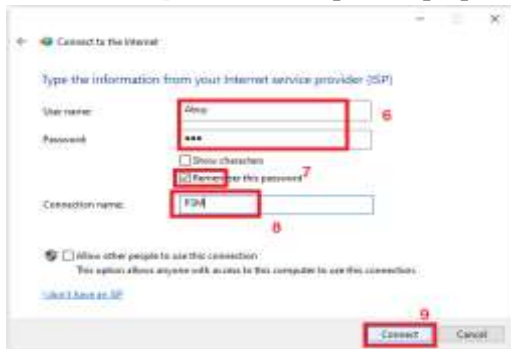 Connect to the Internet
Type the information from your Internet service provider (ISP)
User name:
6
Password:
•••
Show characters
Remember this password
7
Connection name:
8
Allow other people to use this connection
This option allows anyone with access to this computer to use this connection.
I don't have an ISP
9
Connect Cancel